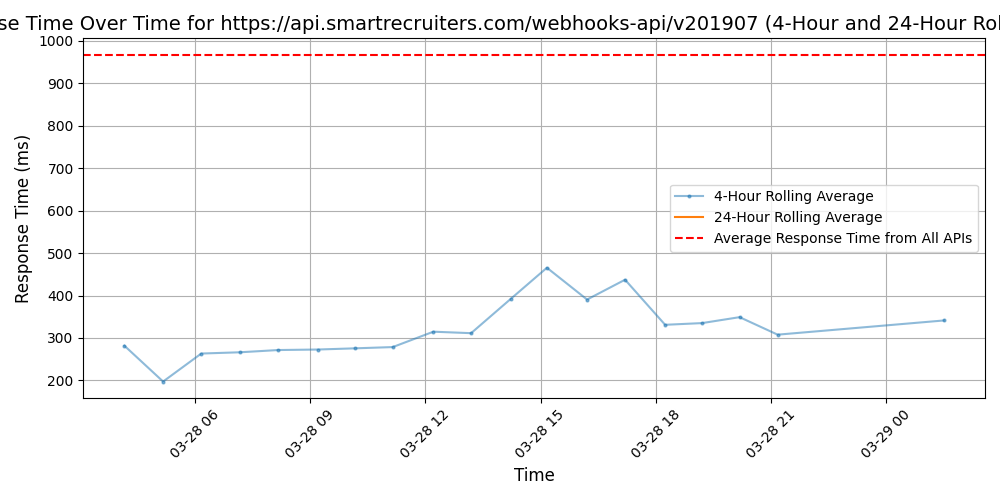 se Time Over Time for https://api.smartrecruiters.com/webhooks-api/v201907 (4-Hour and 24-Hour Rol
1000
900
800
700
600
500
400
300
200
Response Time (ms)
4-Hour Rolling Average
24-Hour Rolling Average
Average Response Time from All APIs
03-28 06
03-28 09
03-28 12
03-28 15
03-28 18
03-28 21
03-29 00
Time